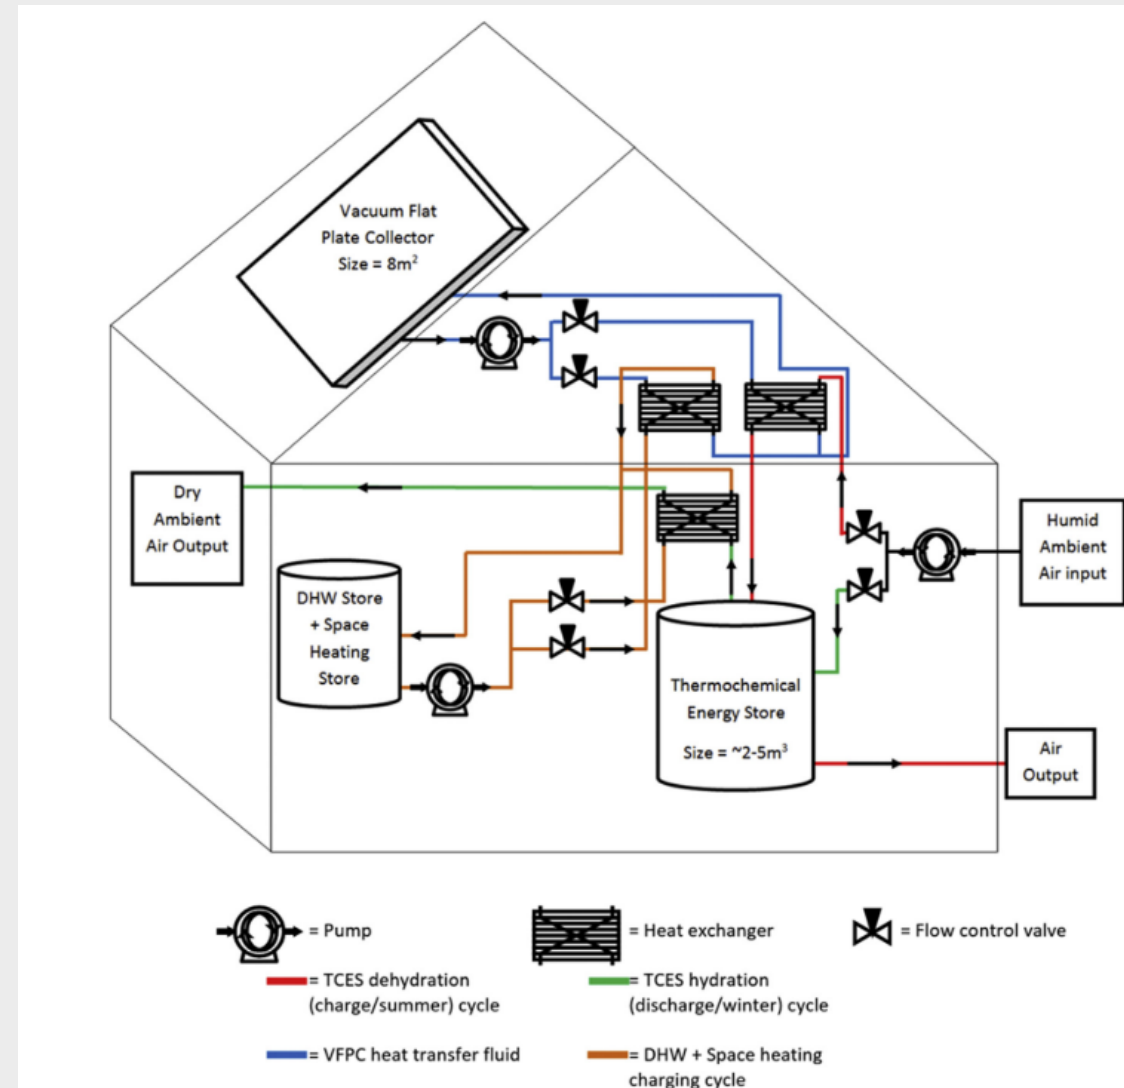 Vacuum Flat
Plate Collector
Size = 8m²
Dry
Ambient
Air Output
Humid
Ambient
Air input
DHW Store
+ Space
Heating
Store
Thermochemical
Energy Store
Size = ~2-5m³
Air
Output
= Pump
= Heat exchanger
= Flow control valve
= TCES dehydration
(charge/summer) cycle
= TCES hydration
(discharge/winter) cycle
= VFPC heat transfer fluid
= DHW + Space heating
charging cycle